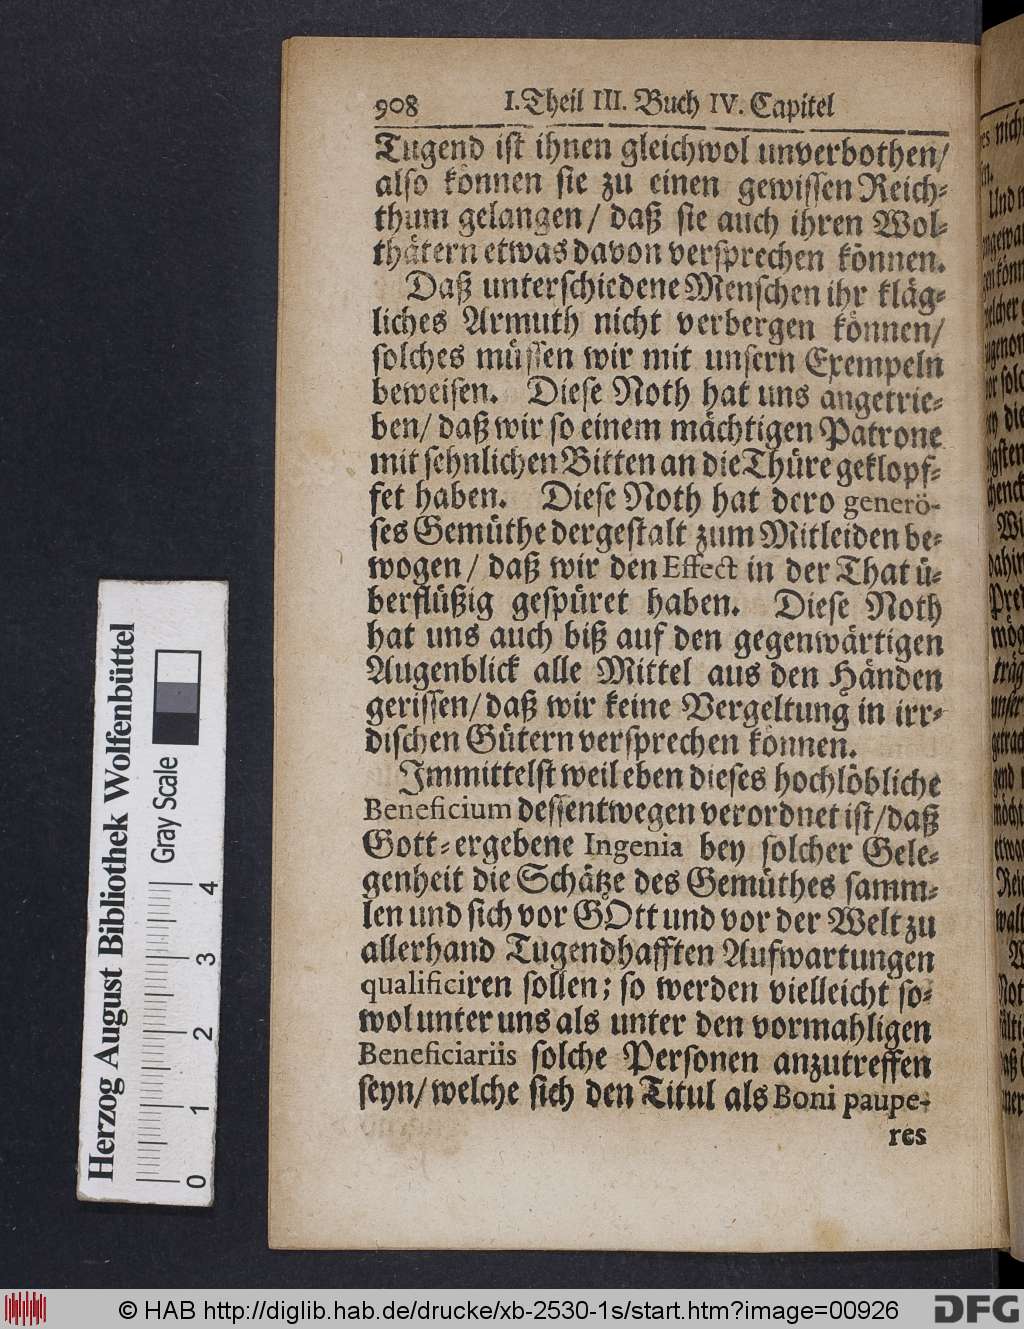 908 I. Theil III. Buch IV. Capitel
Tugend ist ihnen gleichwol unverbothen/
also können sie zu einen gewissen Reich-
thum gelangen/ daß sie auch ihren Wol-
thätern etwas davon versprechen können.
Daß unterschiedene Menschen ihr kläg-
liches Armuth nicht verbergen können/
solches müssen wir mit unsern Exempeln
beweisen. Diese Noth hat uns angetrie-
ben/ daß wir so einem mächtigen Patrone
mit sehnlichen Bitten an die Thüre geklopf-
fet haben. Diese Noth hat dero generö-
ses Gemüthe dergestalt zum Mitleiden be-
wogen/ daß wir den Effect in der That ü-
berflüßig gespüret haben. Diese Noth
hat uns auch biß auf den gegenwärtigen
Augenblick alle Mittel aus den Händen
gerissen/ daß wir keine Vergeltung in irr-
dischen Gütern versprechen können.
Immittelst weil eben dieses hochlöbliche
Beneficium dessentwegen verordnet ist/ daß
Gott-ergebene Ingenia bey solcher Gele-
genheit die Schätze des Gemüthes samm-
len und sich vor GOtt und vor der Welt zu
allerhand Tugendhafften Aufwartungen
qualificiren sollen; so werden vielleicht so-
wol unter uns als unter den vormahligen
Beneficiariis solche Personen anzutreffen
seyn/ welche sich den Titul als Boni paupe-
res
Herzog August Bibliothek Wolfenbüttel
Gray Scale
0 1 2 3 4
© HAB http://diglib.hab.de/drucke/xb-2530-1s/start.htm?image=00926
DFG